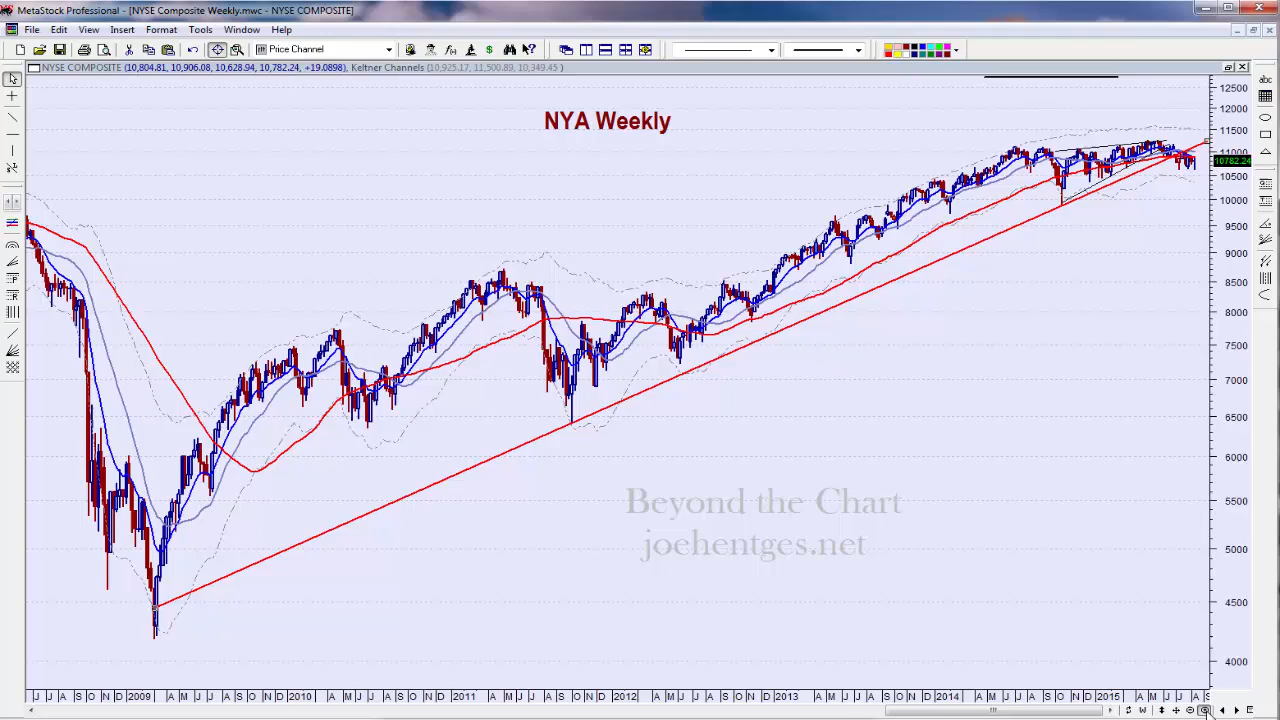 MetaStock Professional - [NYSE Composite Weekly.mwc - NYSE COMPOSITE]
File Edit View Insert Format Tools Window Help
Price Channel
NYSE COMPOSITE (10,804.81, 10,906.08, 10,628.94, 10,782.24, +19.0898), Keltner Channels (10,925.17, 11,500.89, 10,349.45 )
abc
NYA Weekly
12500
12000
11500
11000
10782.24
10500
10000
9500
9000
8500
8000
7500
7000
6500
6000
5500
5000
4500
4000
Beyond the Chart
joehentges.net
J J A S O N D 2009 A M J J A S O N D 2010 A M J J A S O N D 2011 A M J J A S O N D 2012 A M J J A S O N D 2013 A M J J A S O N D 2014 A M J J A S O N D 2015 A M J J A S